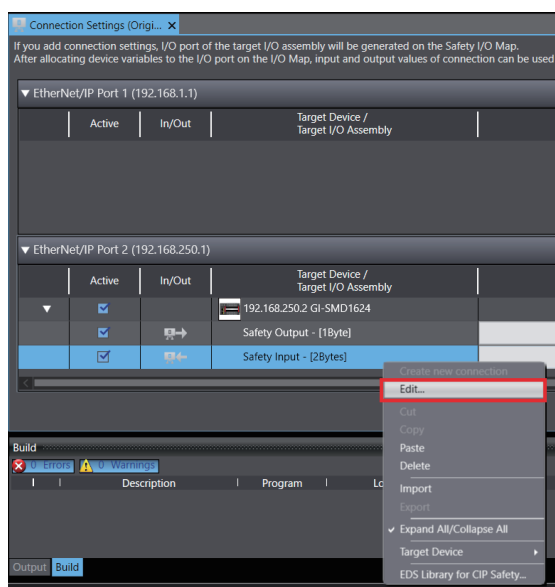 Connection Settings (Origi... X
If you add connection settings, I/O port of the target I/O assembly will be generated on the Safety I/O Map.
After allocating device variables to the I/O port on the I/O Map, input and output values of connection can be used
▼ EtherNet/IP Port 1 (192.168.1.1)
Active In/Out Target Device /
Target I/O Assembly
▼ EtherNet/IP Port 2 (192.168.250.1)
Active In/Out Target Device /
Target I/O Assembly
192.168.250.2 GI-SMD1624
Safety Output - [1Byte]
Safety Input - [2Bytes]
Create new connection
Edit...
Cut
Copy
Paste
Delete
Import
Export
Expand All/Collapse All
Target Device
EDS Library for CIP Safety...
Build
0 Errors 0 Warnings
Description Program Lo
Output Build